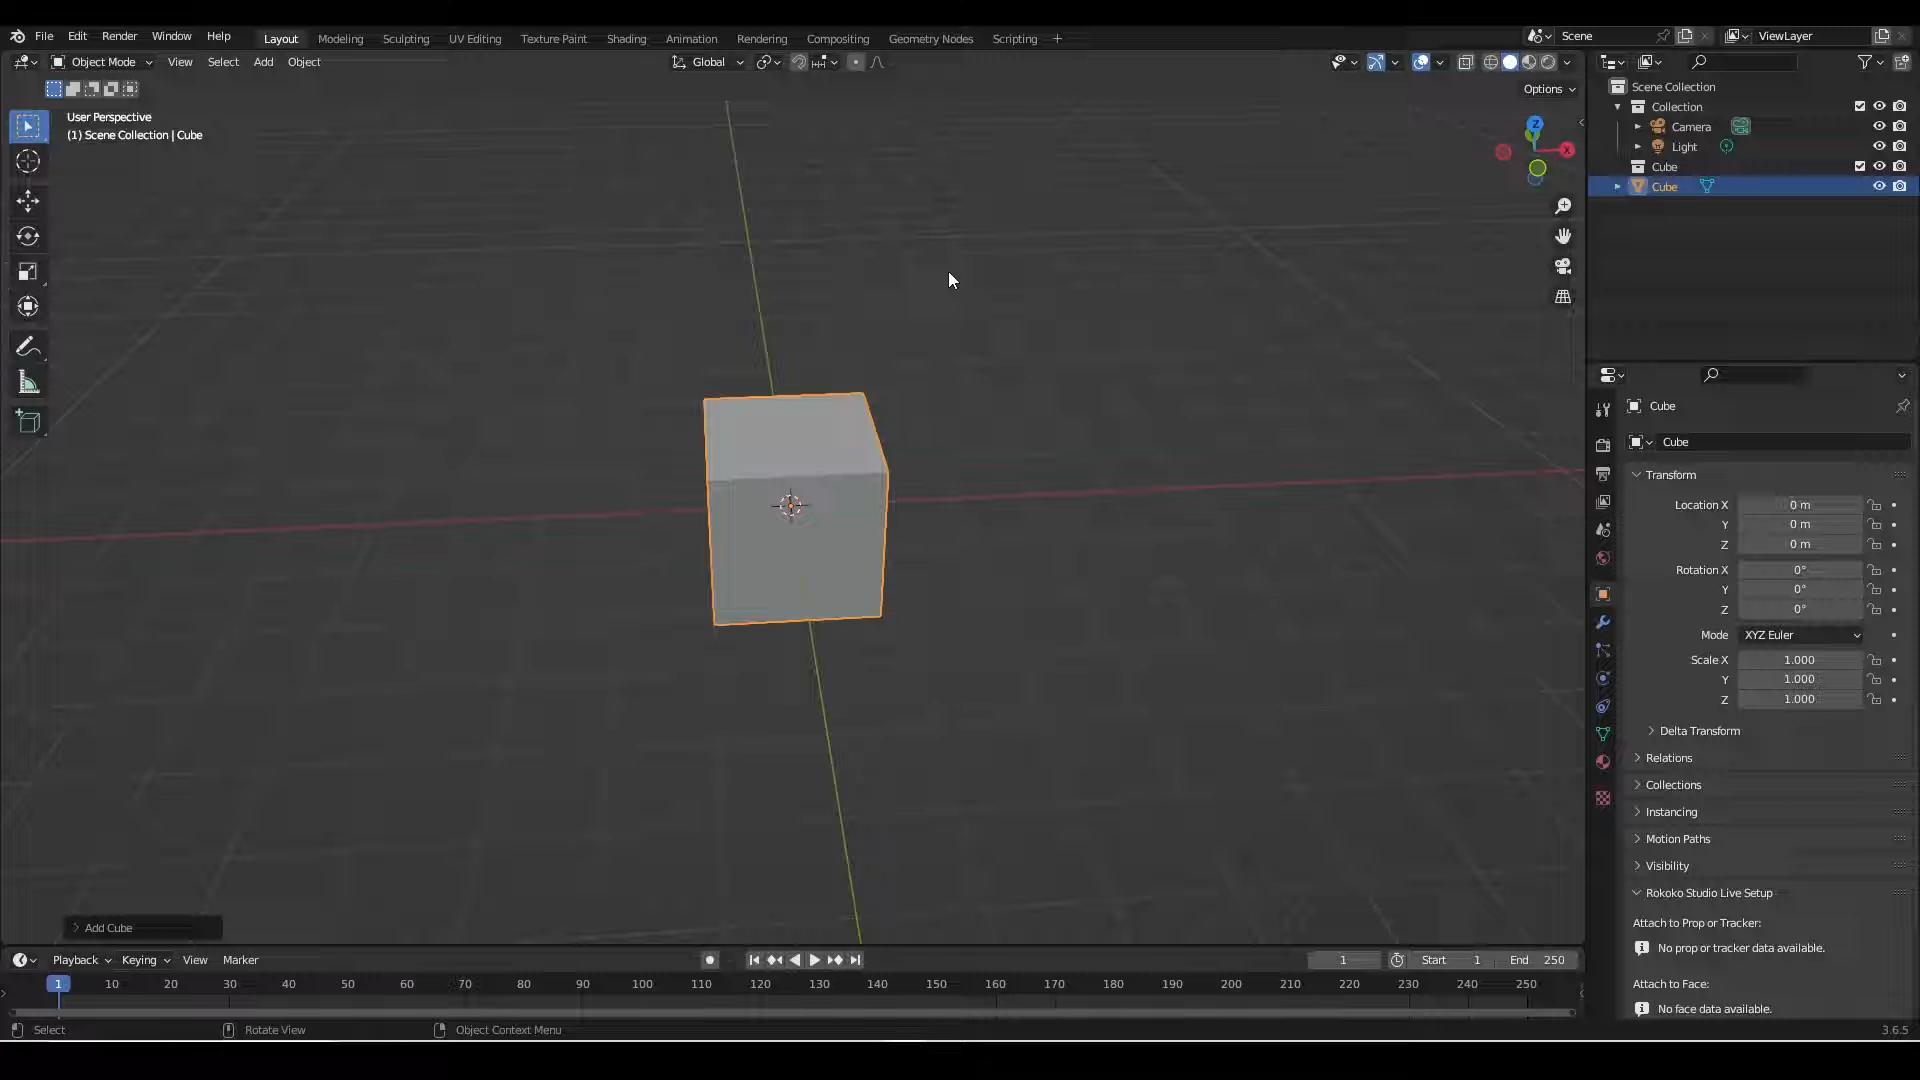 File Edit Render Window Help Layout Modeling Sculpting UV Editing Texture Paint Shading Animation Rendering Compositing Geometry Nodes Scripting + Scene ViewLayer
Object Mode View Select Add Object Global
Options
User Perspective
(1) Scene Collection | Cube
Z
X
Scene Collection
Collection
Camera
Light
Cube
Cube
Cube
Cube
Transform
Location X 0 m
Y 0 m
Z 0 m
Rotation X 0°
Y 0°
Z 0°
Mode XYZ Euler
Scale X 1.000
Y 1.000
Z 1.000
Delta Transform
Relations
Collections
Instancing
Motion Paths
Visibility
Rokoko Studio Live Setup
Attach to Prop or Tracker:
No prop or tracker data available.
Attach to Face:
No face data available.
Add Cube
Playback Keying View Marker 1 Start 1 End 250
1 10 20 30 40 50 60 70 80 90 100 110 120 130 140 150 160 170 180 190 200 210 220 230 240 250
Select Rotate View Object Context Menu 3.6.5